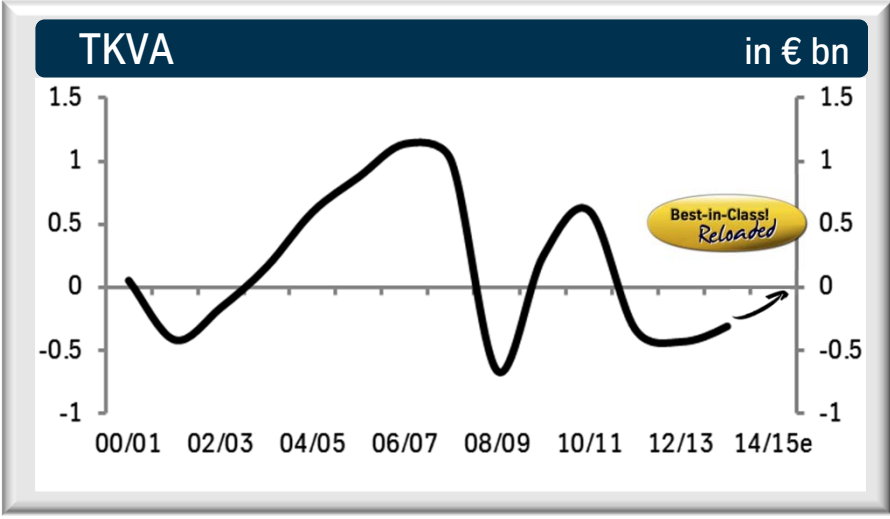 TKVA in € bn
1.5 1.5
1 1
Best-in-Class!
Reloaded
0.5 0.5
0 0
-0.5 -0.5
-1 -1
00/01 02/03 04/05 06/07 08/09 10/11 12/13 14/15e